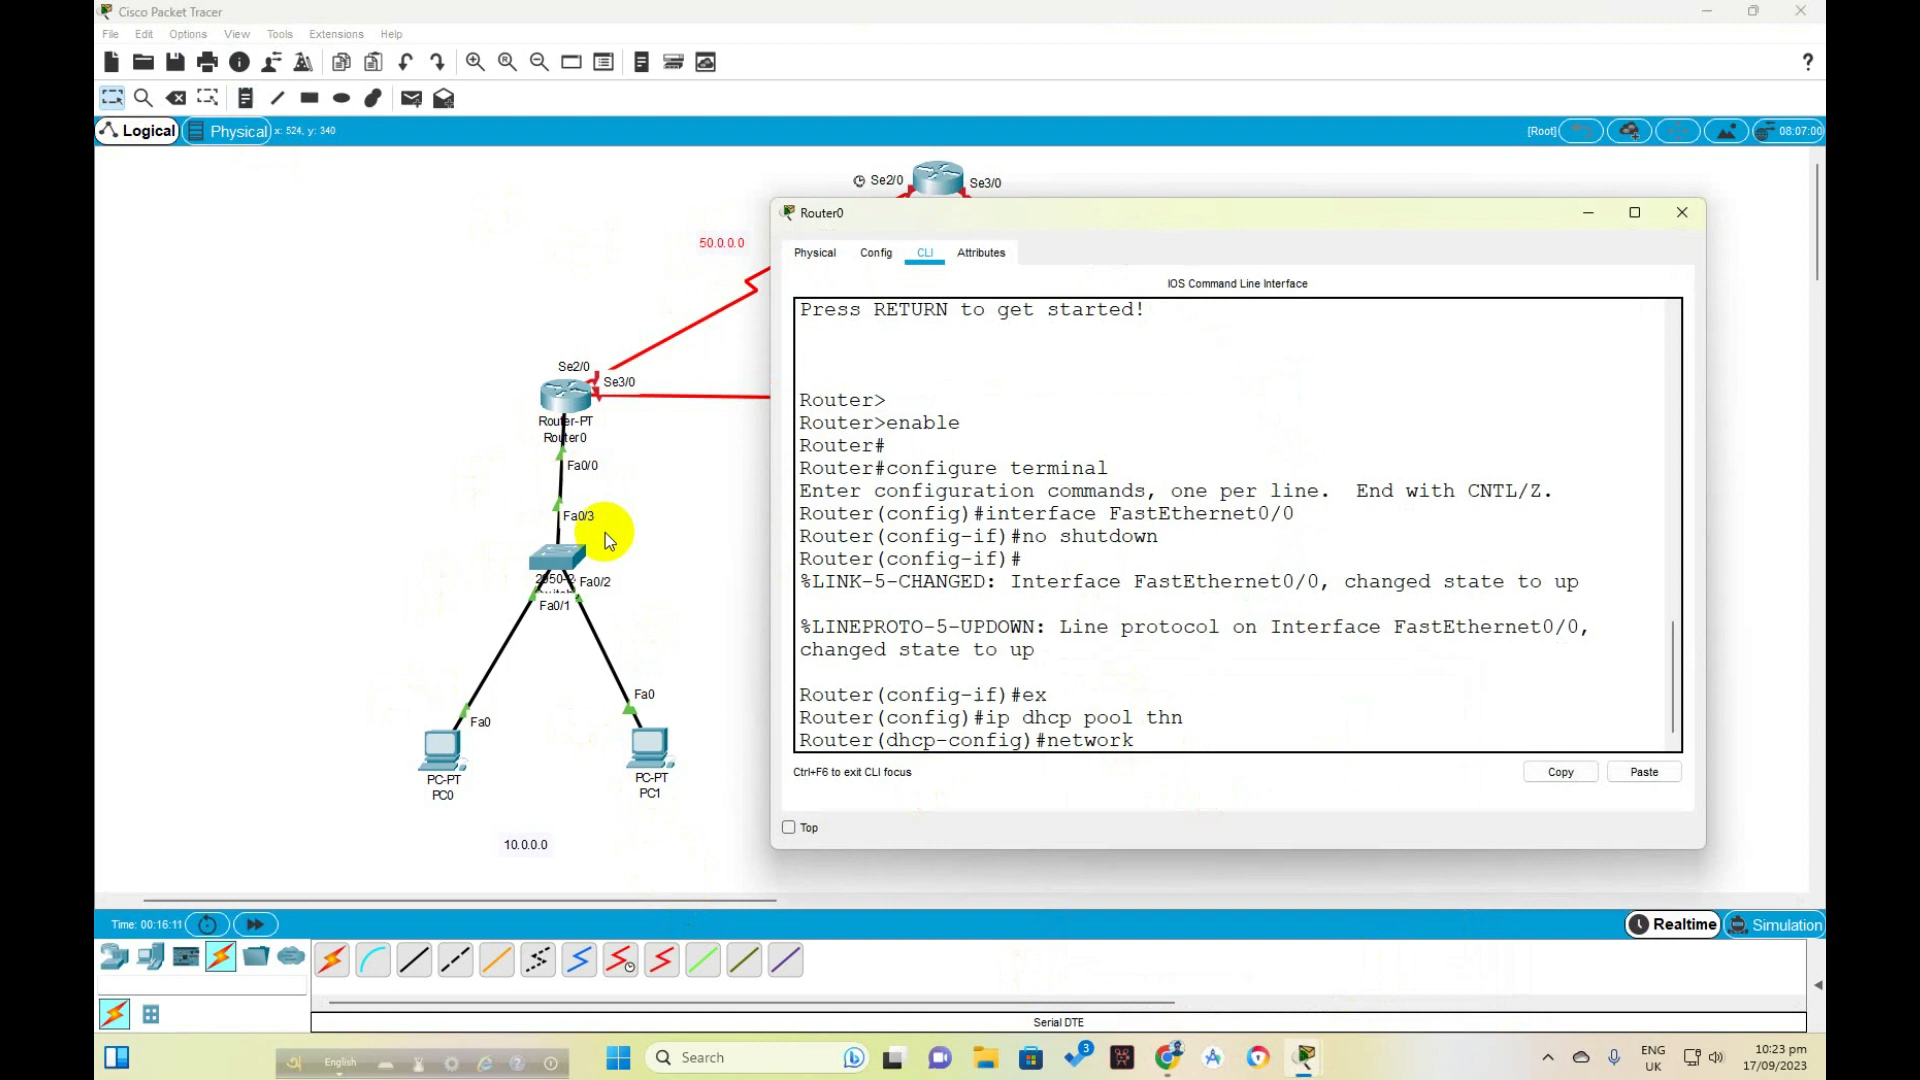 Cisco Packet Tracer
File Edit Options View Tools Extensions Help
Logical Physical x: 524, y: 340 [Root] 08:07:00
Se2/0
Se3/0
50.0.0.0
Se2/0
Se3/0
Router-PT
Router0
Fa0/0
Fa0/3
Fa0/2
Fa0/1
Fa0
Fa0
PC-PT
PC0
PC-PT
PC1
10.0.0.0
Router0
Physical Config CLI Attributes
IOS Command Line Interface
Press RETURN to get started!
Router>
Router>enable
Router#
Router#configure terminal
Enter configuration commands, one per line. End with CNTL/Z.
Router(config)#interface FastEthernet0/0
Router(config-if)#no shutdown
Router(config-if)#
%LINK-5-CHANGED: Interface FastEthernet0/0, changed state to up
%LINEPROTO-5-UPDOWN: Line protocol on Interface FastEthernet0/0,
changed state to up
Router(config-if)#ex
Router(config)#ip dhcp pool thn
Router(dhcp-config)#network
Ctrl+F6 to exit CLI focus
Copy Paste
Top
Time: 00:16:11
Realtime Simulation
Serial DTE
English
Search
3
ENG
UK
10:23 pm
17/09/2023